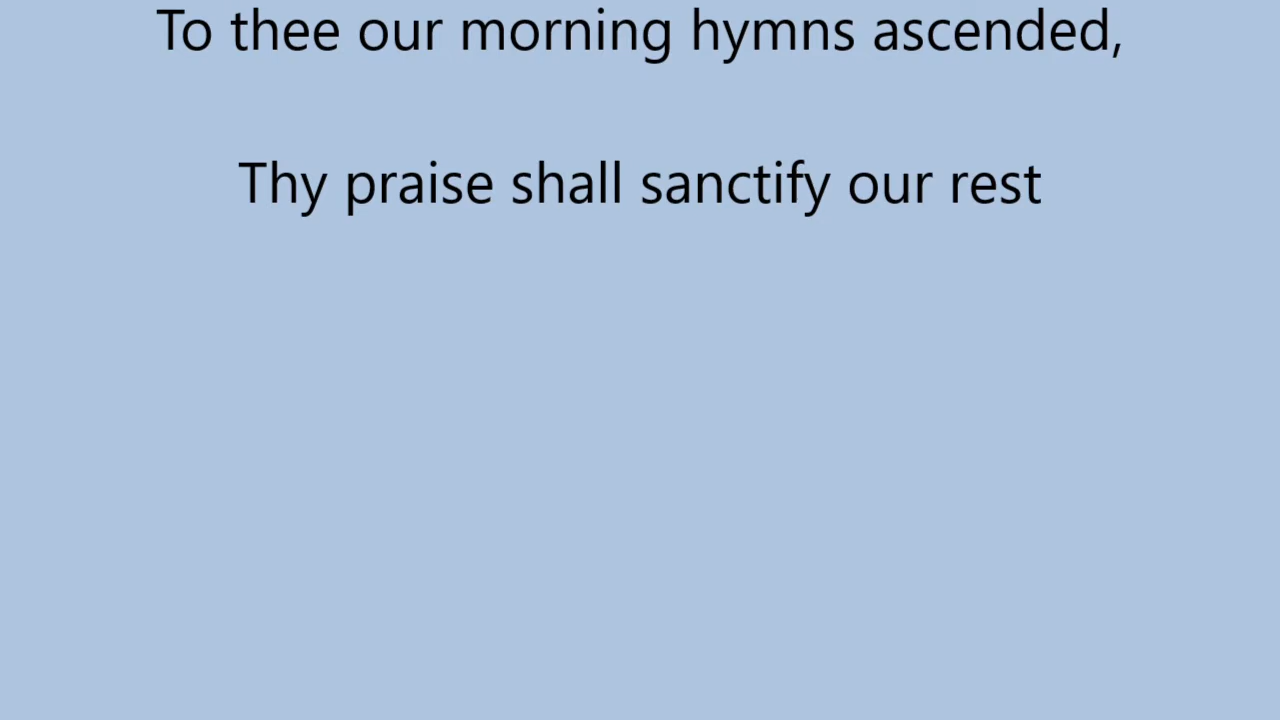 To thee our morning hymns ascended,
Thy praise shall sanctify our rest